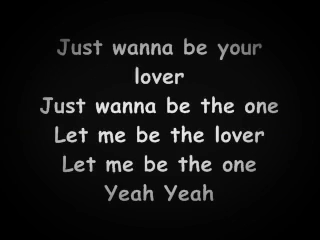 Just wanna be your
lover
Just wanna be the one
Let me be the lover
Let me be the one
Yeah Yeah